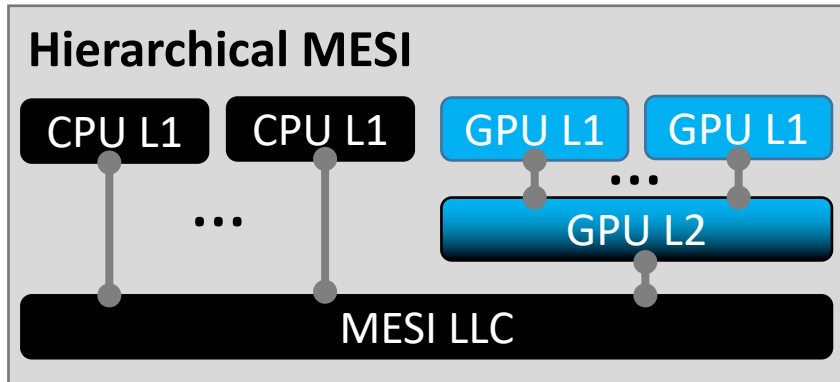 Hierarchical MESI
CPU L1 CPU L1 GPU L1 GPU L1
... ...
GPU L2
MESI LLC